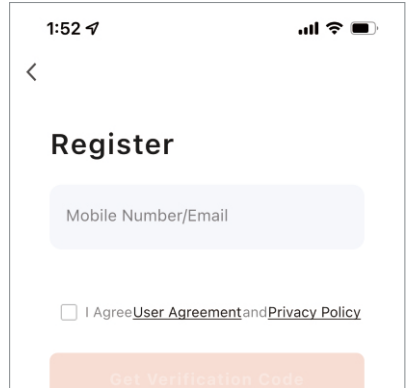 1:52
Register
Mobile Number/Email
I AgreeUser AgreementandPrivacy Policy
Get Verification Code